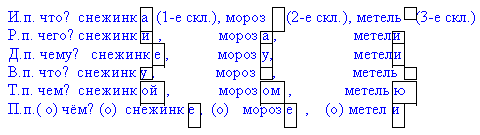 И.п. что? снежинка (1-е скл.), мороз (2-е скл.), метель (3-е скл.)
Р.п. чего? снежинки, мороза, метели
Д.п. чему? снежинке, морозу, метели
В.п. что? снежинку, мороз, метель
Т.п. чем? снежинкой, морозом, метелью
П.п.( о) чём? (о) снежинке, (о) морозе, (о) метели